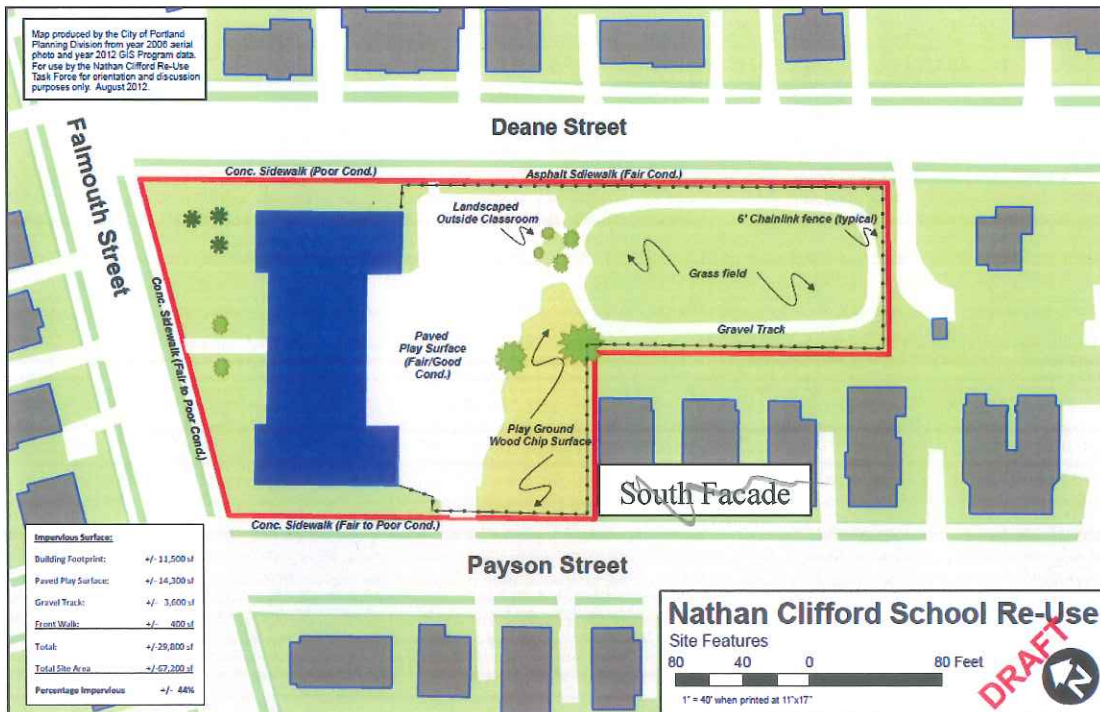 Map produced by the City of Portland
Planning Division from year 2006 aerial
photo and year 2012 GIS Program data.
For use by the Nathan Clifford Re-Use
Task Force for orientation and discussion
purposes only. August 2012.
Deane Street
Falmouth Street
Conc. Sidewalk (Poor Cond.)
Asphalt Sdiewalk (Fair Cond.)
Landscaped
Outside Classroom
6' Chainlink fence (typical)
Grass field
Conc. Sidewalk (Fair to Poor Cond.)
Paved
Play Surface
(Fair/Good
Cond.)
Gravel Track
Play Ground
Wood Chip Surface
South Facade
Conc. Sidewalk (Fair to Poor Cond.)
Payson Street
Impervious Surface:
Building Footprint: +/- 11,500 sf
Paved Play Surface: +/- 14,300 sf
Gravel Track: +/- 3,600 sf
Front Walk: +/- 400 sf
Total: +/-29,800 sf
Total Site Area +/-67,200 sf
Percentage Impervious +/- 44%
Nathan Clifford School Re-Use
Site Features
80 40 0 80 Feet
1" = 40' when printed at 11"x17"
DRAFT
N